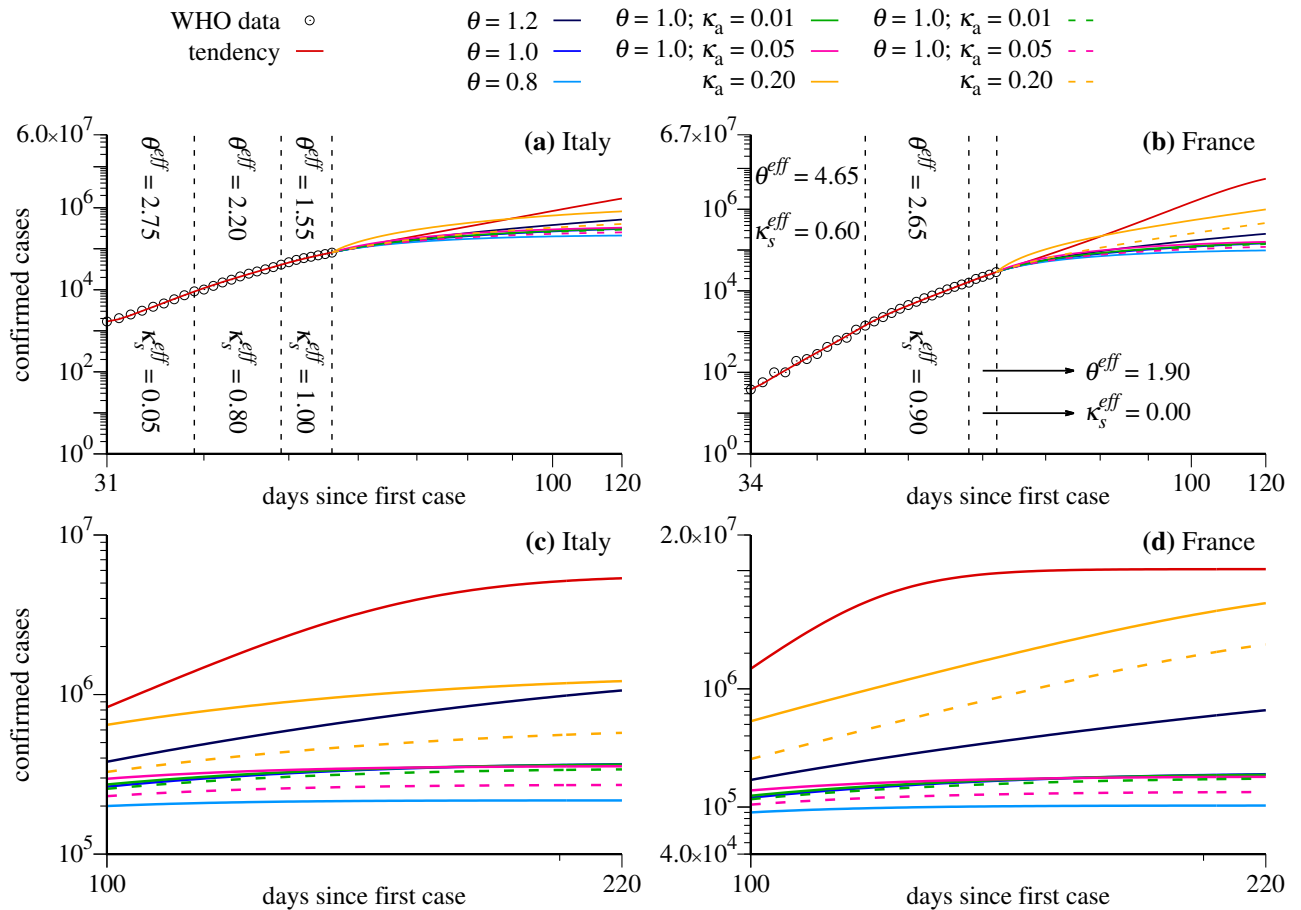 WHO data
tendency
θ = 1.2
θ = 1.0
θ = 0.8
θ = 1.0; κa = 0.01
θ = 1.0; κa = 0.05
κa = 0.20
θ = 1.0; κa = 0.01
θ = 1.0; κa = 0.05
κa = 0.20
(a) Italy
confirmed cases
6.0×10^7
10^6
10^4
10^2
10^0
θ^eff = 2.75
θ^eff = 2.20
θ^eff = 1.55
κ_s^eff = 0.05
κ_s^eff = 0.80
κ_s^eff = 1.00
31
100
120
days since first case
(b) France
6.7×10^7
10^6
10^4
10^2
10^0
θ^eff = 4.65
κ_s^eff = 0.60
θ^eff = 2.65
κ_s^eff = 0.90
θ^eff = 1.90
κ_s^eff = 0.00
34
100
120
days since first case
(c) Italy
confirmed cases
10^7
10^6
10^5
100
220
days since first case
(d) France
2.0×10^7
10^6
10^5
4.0×10^4
100
220
days since first case